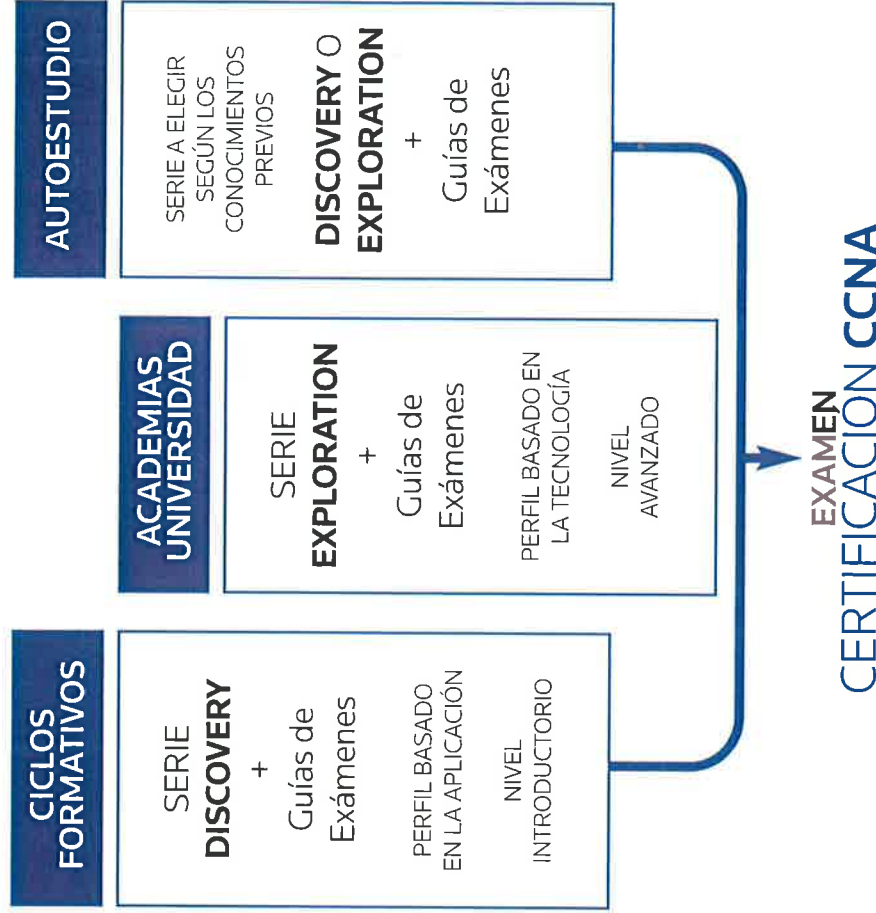 CICLOS
FORMATIVOS
SERIE
DISCOVERY
+
Guías de
Exámenes
PERFIL BASADO
EN LA APLICACIÓN
NIVEL
INTRODUCTORIO
ACADEMIAS
UNIVERSIDAD
SERIE
EXPLORATION
+
Guías de
Exámenes
PERFIL BASADO EN
LA TECNOLOGÍA
NIVEL
AVANZADO
AUTOESTUDIO
SERIE A ELEGIR
SEGÚN LOS
CONOCIMIENTOS
PREVIOS
DISCOVERY O
EXPLORATION
+
Guías de
Exámenes
EXAMEN
CERTIFICACIÓN CCNA